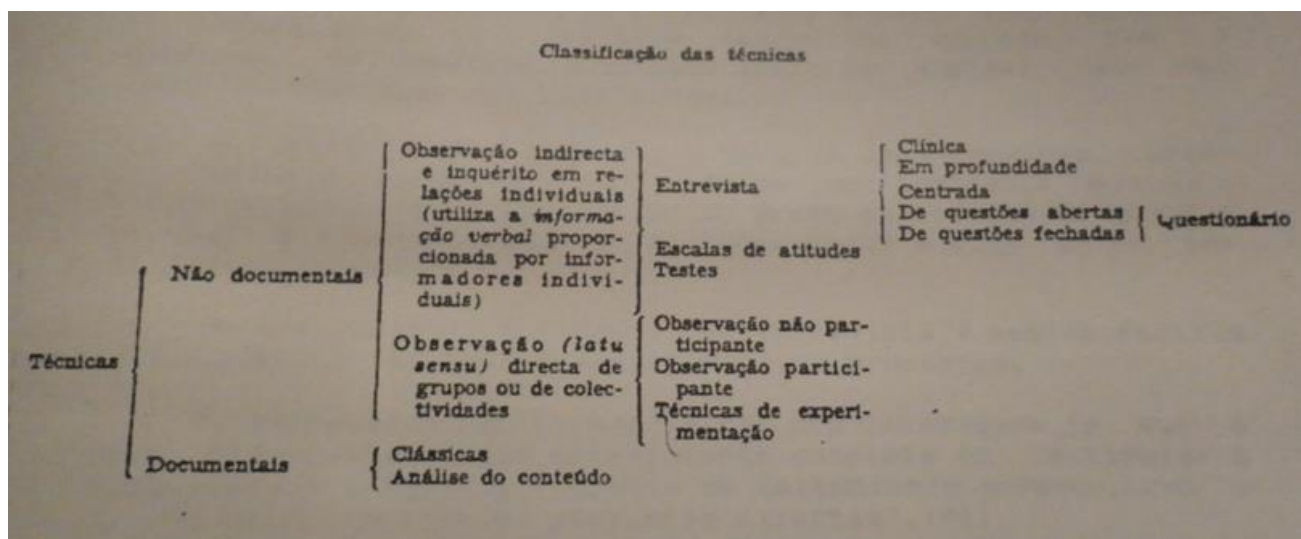 Classificação das técnicas
Técnicas
Não documentais
Observação indirecta
e inquérito em re-
lações individuais
(utiliza a informa-
ção verbal propor-
cionada por infor-
madores indivi-
duais)
Entrevista
Clínica
Em profundidade
Centrada
De questões abertas
De questões fechadas
Questionário
Escalas de atitudes
Testes
Observação (latu
sensu) directa de
grupos ou de colec-
tividades
Observação não par-
ticipante
Observação partici-
pante
Técnicas de experi-
mentação
Documentais
Clássicas
Análise do conteúdo